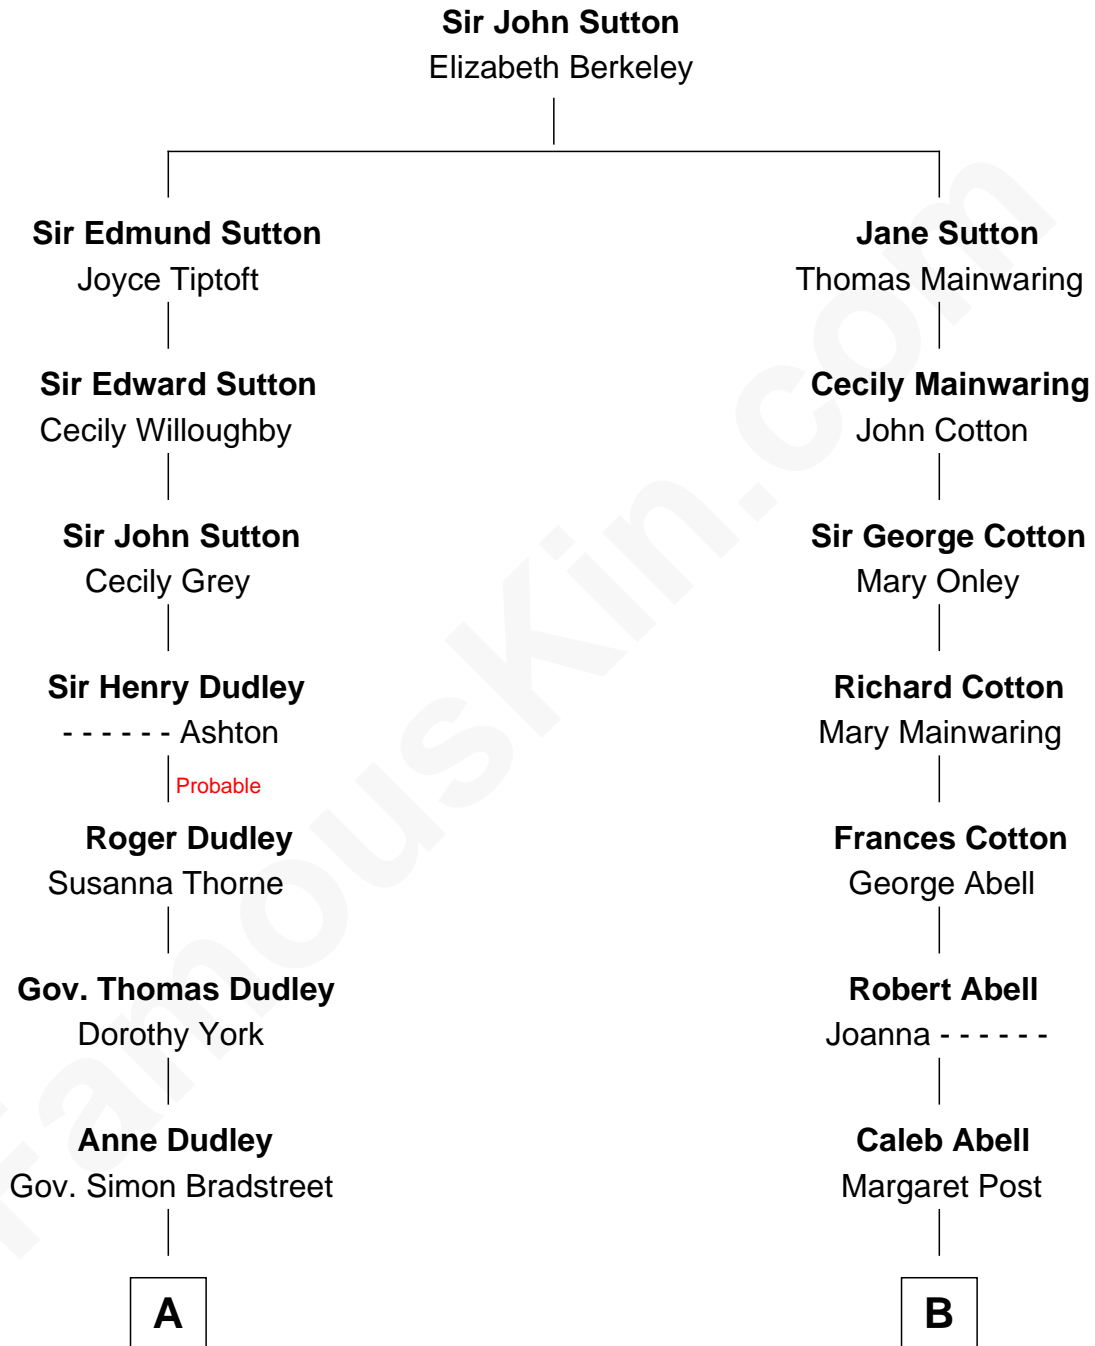 Sir John Sutton
Elizabeth Berkeley
Sir Edmund Sutton
Joyce Tiptoft
Jane Sutton
Thomas Mainwaring
Sir Edward Sutton
Cecily Willoughby
Cecily Mainwaring
John Cotton
Sir John Sutton
Cecily Grey
Sir George Cotton
Mary Onley
Sir Henry Dudley
- - - - - - Ashton
Richard Cotton
Mary Mainwaring
Probable
Roger Dudley
Susanna Thorne
Frances Cotton
George Abell
Gov. Thomas Dudley
Dorothy York
Robert Abell
Joanna - - - - - -
Anne Dudley
Gov. Simon Bradstreet
Caleb Abell
Margaret Post
A
B
FamousKin.com